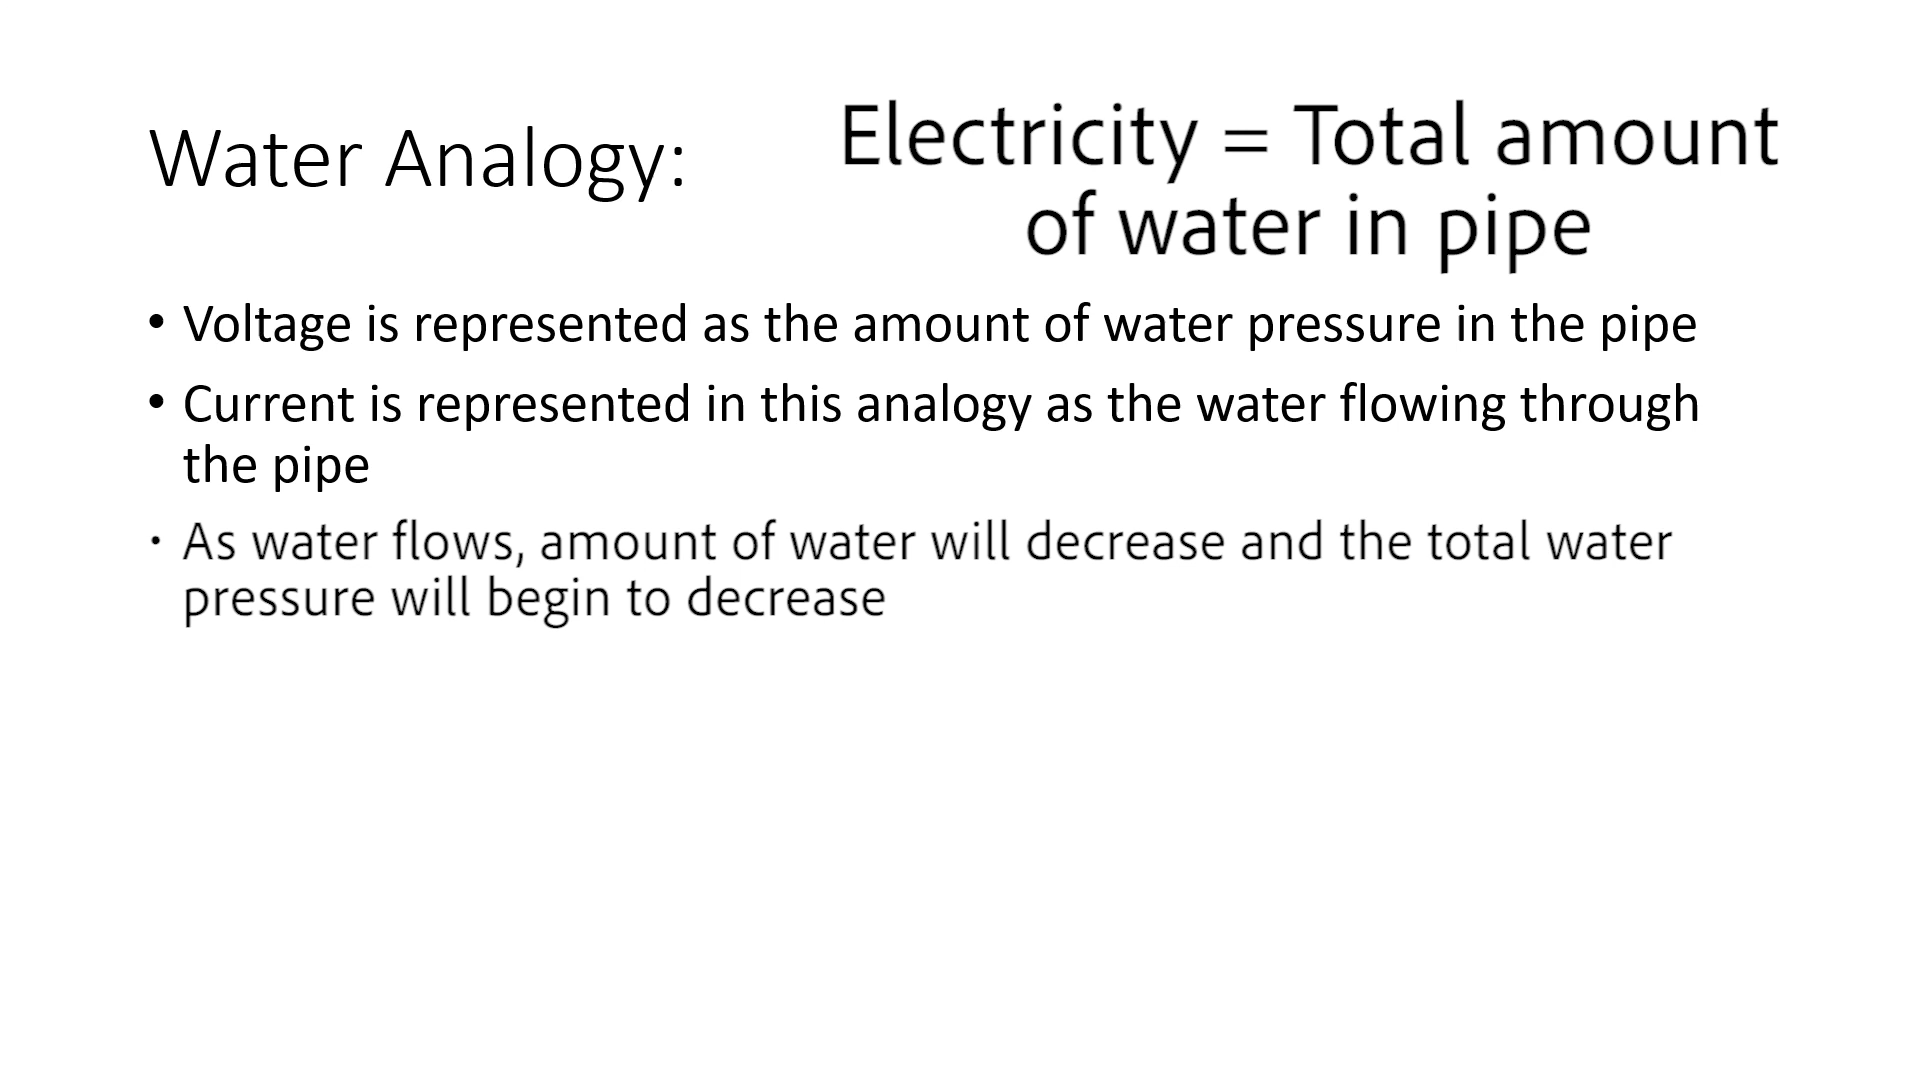 Water Analogy:
Electricity = Total amount
of water in pipe
• Voltage is represented as the amount of water pressure in the pipe
• Current is represented in this analogy as the water flowing through
the pipe
• As water flows, amount of water will decrease and the total water
pressure will begin to decrease